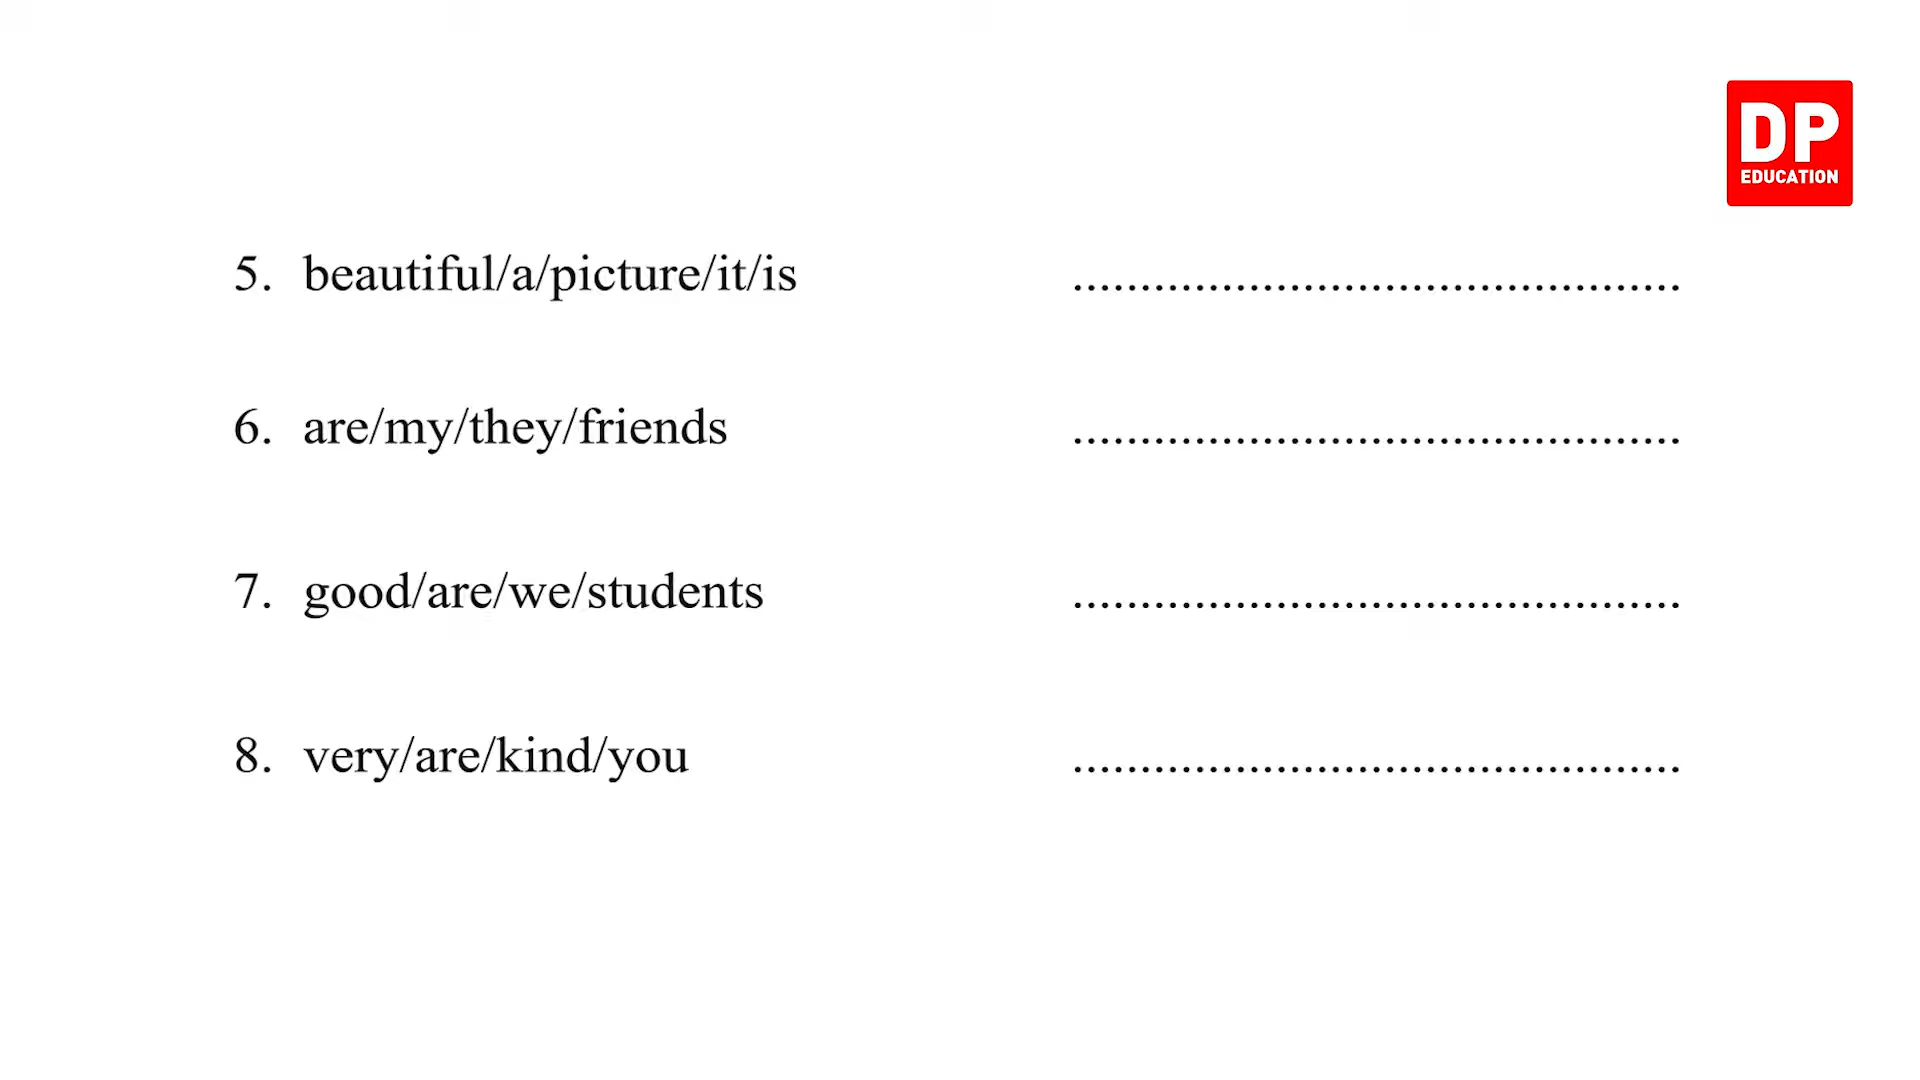 DP
EDUCATION
5. beautiful/a/picture/it/is .............................................
6. are/my/they/friends .............................................
7. good/are/we/students .............................................
8. very/are/kind/you .............................................